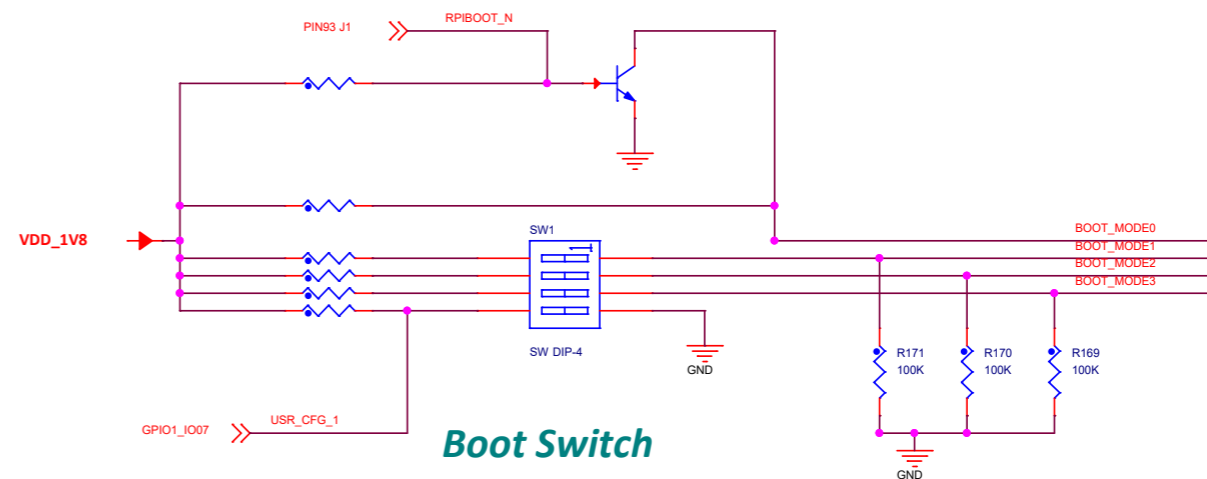 RPIBOOT_N
PIN93 J1
VDD_1V8
SW1
1
BOOT_MODE0
BOOT_MODE1
BOOT_MODE2
BOOT_MODE3
SW DIP-4
GND
R171
100K
R170
100K
R169
100K
GPIO1_IO07
USR_CFG_1
Boot Switch
GND